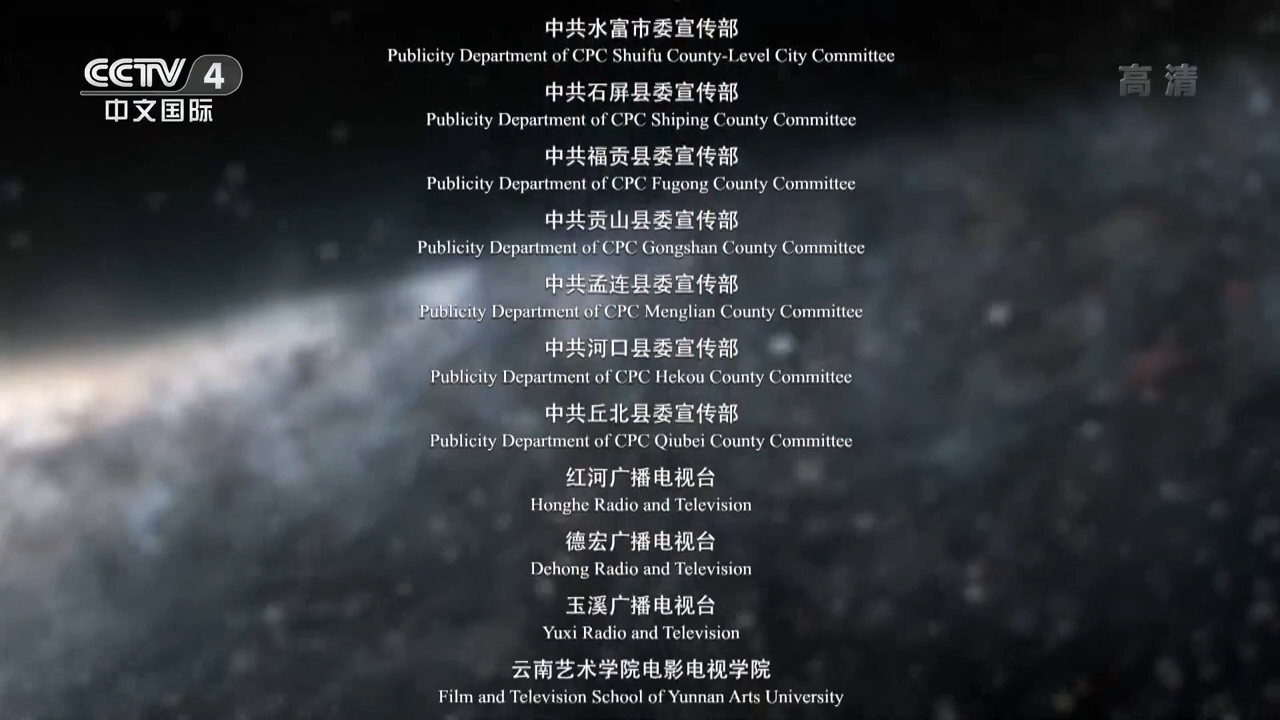 中共水富市委宣传部
Publicity Department of CPC Shuifu County-Level City Committee
CCTV 4
中文国际
高清
中共石屏县委宣传部
Publicity Department of CPC Shiping County Committee
中共福贡县委宣传部
Publicity Department of CPC Fugong County Committee
中共贡山县委宣传部
Publicity Department of CPC Gongshan County Committee
中共孟连县委宣传部
Publicity Department of CPC Menglian County Committee
中共河口县委宣传部
Publicity Department of CPC Hekou County Committee
中共丘北县委宣传部
Publicity Department of CPC Qiubei County Committee
红河广播电视台
Honghe Radio and Television
德宏广播电视台
Dehong Radio and Television
玉溪广播电视台
Yuxi Radio and Television
云南艺术学院电影电视学院
Film and Television School of Yunnan Arts University